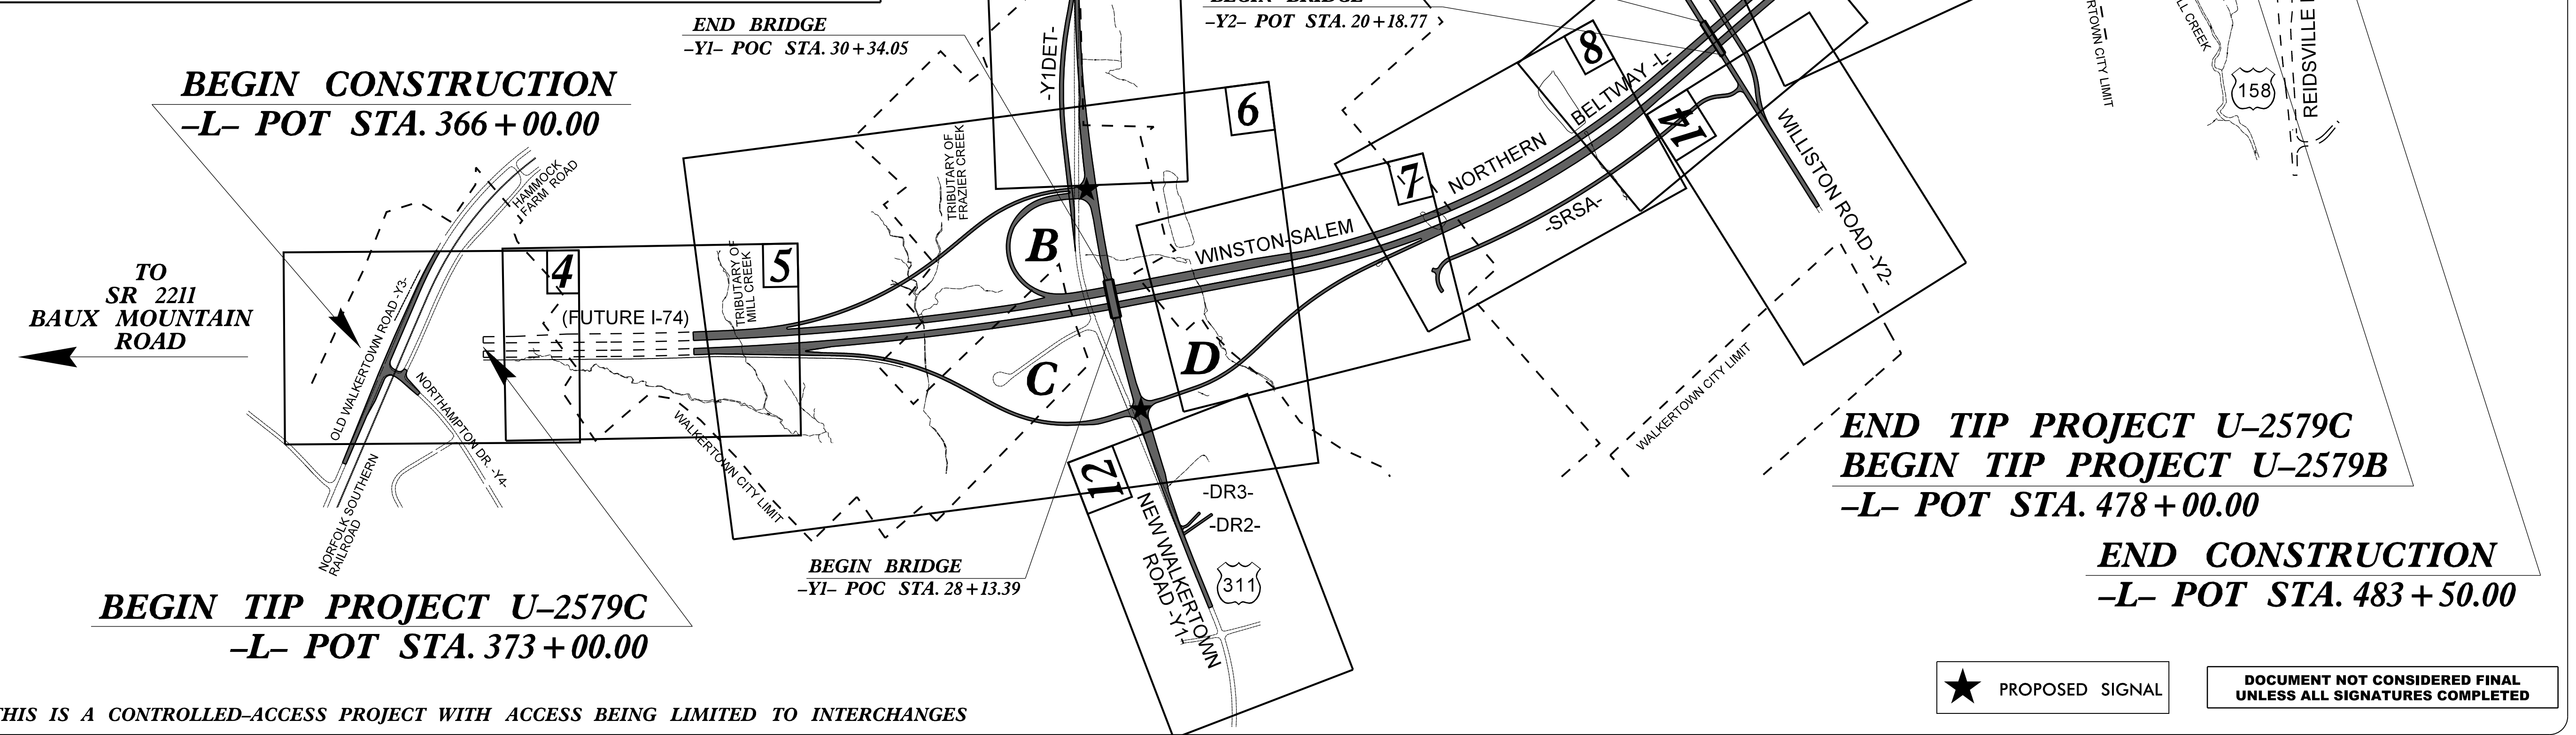 END BRIDGE
–Y1– POC STA. 30+34.05
–Y2– POT STA. 20+18.77
BEGIN CONSTRUCTION
–L– POT STA. 366+00.00
-Y1DET-
HAMMOCK
FARM ROAD
TRIBUTARY OF
FRAZIER CREEK
6
8
14
7
4
5
12
B
C
D
TO
SR 2211
BAUX MOUNTAIN
ROAD
OLD WALKERTOWN ROAD -Y3-
(FUTURE I-74)
TRIBUTARY OF
MILL CREEK
NORTHAMPTON DR. -Y4-
NORFOLK SOUTHERN
RAILROAD
WALKERTOWN CITY LIMIT
WINSTON-SALEM
NORTHERN
BELTWAY -L-
-SRSA-
WILLISTON ROAD -Y2-
WALKERTOWN CITY LIMIT
158
REIDSVILLE
BEGIN BRIDGE
–Y1– POC STA. 28+13.39
-DR3-
-DR2-
NEW WALKERTOWN
ROAD -Y1-
311
BEGIN TIP PROJECT U–2579C
–L– POT STA. 373+00.00
END TIP PROJECT U–2579C
BEGIN TIP PROJECT U–2579B
–L– POT STA. 478+00.00
END CONSTRUCTION
–L– POT STA. 483+50.00
THIS IS A CONTROLLED–ACCESS PROJECT WITH ACCESS BEING LIMITED TO INTERCHANGES
PROPOSED SIGNAL
DOCUMENT NOT CONSIDERED FINAL
UNLESS ALL SIGNATURES COMPLETED